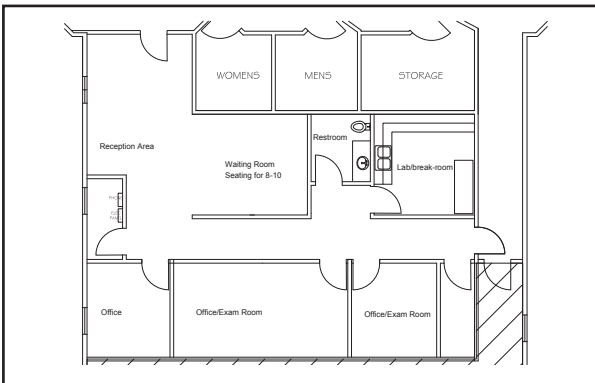 WOMENS
MENS
STORAGE
Restroom
Reception Area
Waiting Room
Seating for 8-10
Lab/break-room
PHONE
Office
Office/Exam Room
Office/Exam Room